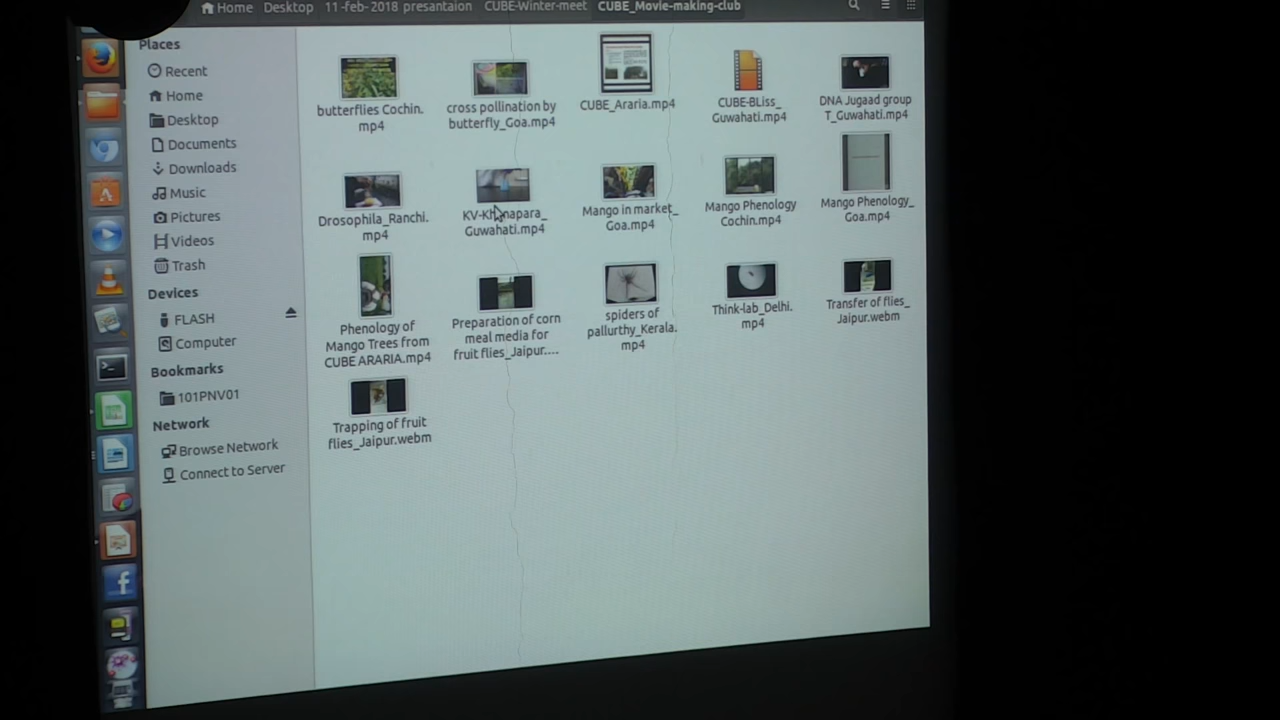 Home Desktop 11 -feb- 2018 presantaion CUBE-Winter-meet CUBE_Movie-making-club
Places
Recent
Home
Desktop
Documents
Downloads
Music
Pictures
Videos
Trash
Devices
FLASH
Computer
Bookmarks
101PNV01
Network
Browse Network
Connect to Server
butterflies Cochin.
mp4
cross pollination by
butterfly_Goa.mp4
CUBE_Araria.mp4
CUBE-BLiss_
Guwahati.mp4
DNA Jugaad group
T_Guwahati.mp4
Drosophila_Ranchi.
mp4
KV-Khanapara_
Guwahati.mp4
Mango in market_
Goa.mp4
Mango Phenology
Cochin.mp4
Mango Phenology_
Goa.mp4
Phenology of
Mango Trees from
CUBE ARARIA.mp4
Preparation of corn
meal media for
fruit flies_Jaipur....
spiders of
pallurthy_Kerala.
mp4
Think-lab_Delhi.
mp4
Transfer of flies_
Jaipur.webm
Trapping of fruit
flies_Jaipur.webm